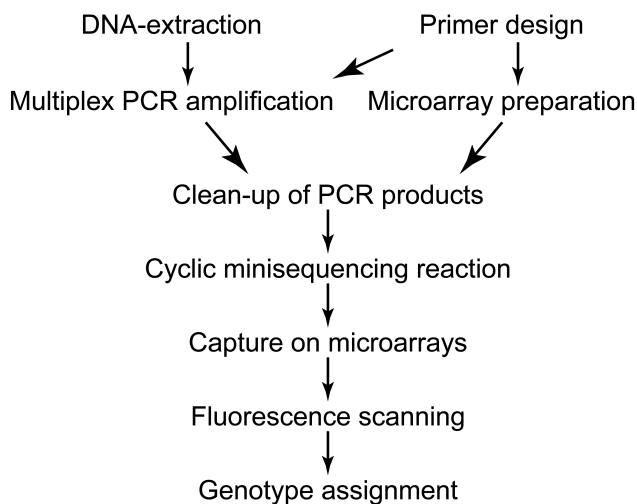 DNA-extraction
Primer design
Multiplex PCR amplification
Microarray preparation
Clean-up of PCR products
Cyclic minisequencing reaction
Capture on microarrays
Fluorescence scanning
Genotype assignment